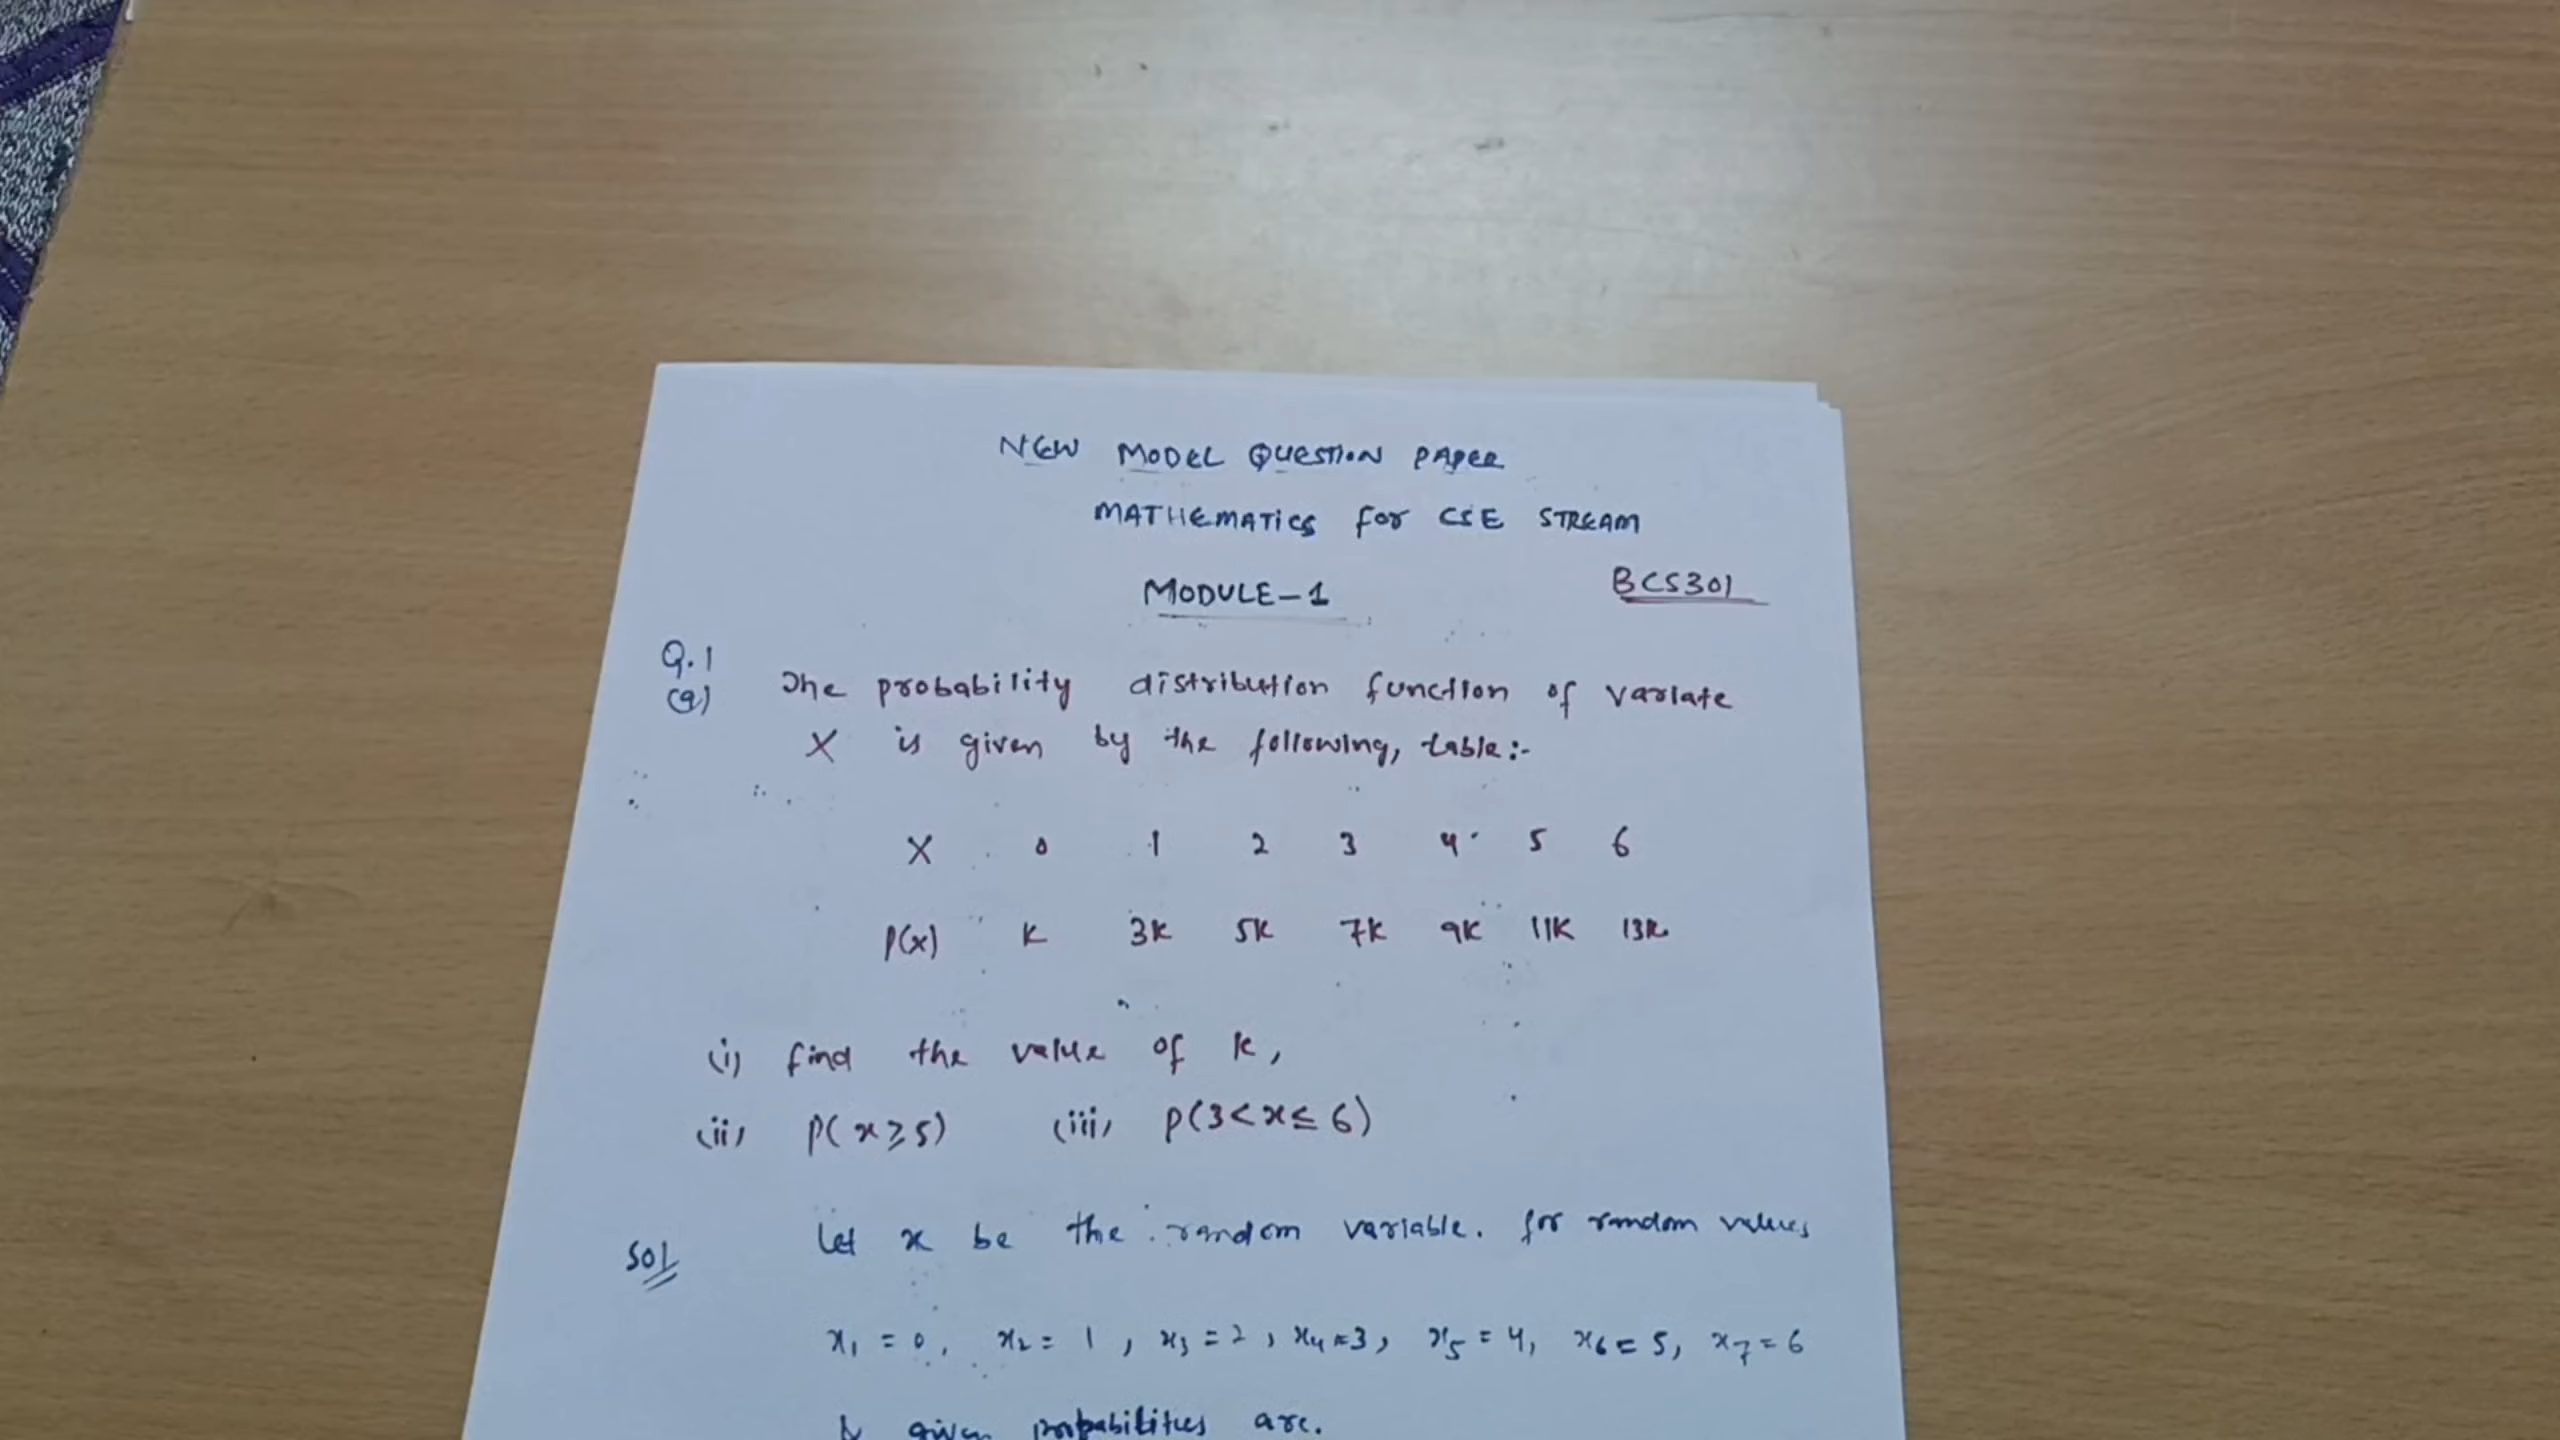 NEW MODEL QUESTION PAPER
MATHEMATICS for CSE STREAM
MODULE-1
BCS301
Q.1
(a) The probability distribution function of variate
X is given by the following, table:-
X 0 1 2 3 4 5 6
P(x) K 3K 5K 7K 9K 11K 13K
(i) find the value of k,
(ii) P(x≥5) (iii) P(3<x≤6)
Sol Let x be the random variable. for random values
x₁ = 0, x₂ = 1, x₃ = 2, x₄ = 3, x₅ = 4, x₆ = 5, x₇ = 6
& given probabilities are.